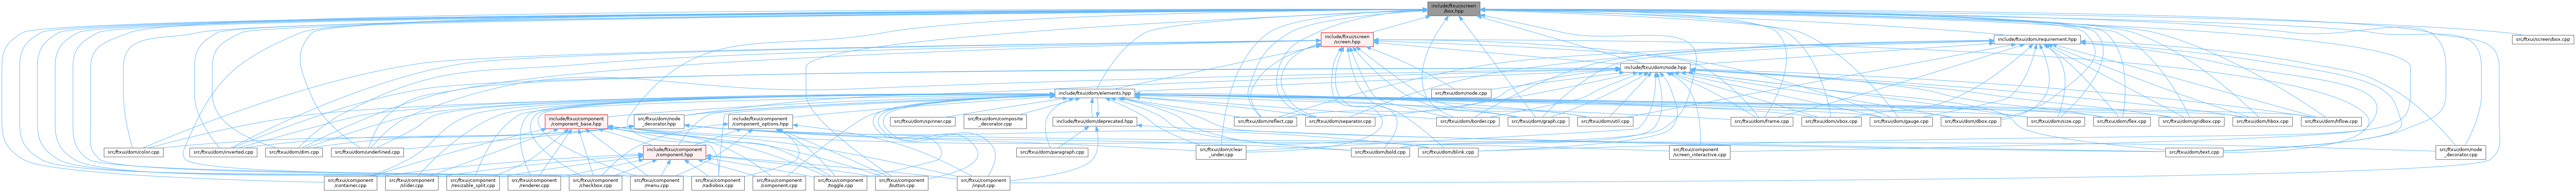 include/ftxui/screen
/box.hpp
include/ftxui/screen
/screen.hpp
include/ftxui/dom/requirement.hpp
src/ftxui/screen/box.cpp
include/ftxui/dom/node.hpp
include/ftxui/dom/elements.hpp
src/ftxui/dom/node.cpp
include/ftxui/component
/component_base.hpp
src/ftxui/dom/node
_decorator.hpp
include/ftxui/component
/component_options.hpp
src/ftxui/dom/spinner.cpp
src/ftxui/dom/composite
_decorator.cpp
include/ftxui/dom/deprecated.hpp
src/ftxui/dom/reflect.cpp
src/ftxui/dom/separator.cpp
src/ftxui/dom/border.cpp
src/ftxui/dom/graph.cpp
src/ftxui/dom/util.cpp
src/ftxui/dom/frame.cpp
src/ftxui/dom/vbox.cpp
src/ftxui/dom/gauge.cpp
src/ftxui/dom/dbox.cpp
src/ftxui/dom/size.cpp
src/ftxui/dom/flex.cpp
src/ftxui/dom/gridbox.cpp
src/ftxui/dom/hbox.cpp
src/ftxui/dom/hflow.cpp
src/ftxui/dom/color.cpp
src/ftxui/dom/inverted.cpp
src/ftxui/dom/dim.cpp
src/ftxui/dom/underlined.cpp
include/ftxui/component
/component.hpp
src/ftxui/dom/paragraph.cpp
src/ftxui/dom/clear
_under.cpp
src/ftxui/dom/bold.cpp
src/ftxui/dom/blink.cpp
src/ftxui/component
/screen_interactive.cpp
src/ftxui/dom/text.cpp
src/ftxui/dom/node
_decorator.cpp
src/ftxui/component
/container.cpp
src/ftxui/component
/slider.cpp
src/ftxui/component
/resizable_split.cpp
src/ftxui/component
/renderer.cpp
src/ftxui/component
/checkbox.cpp
src/ftxui/component
/menu.cpp
src/ftxui/component
/radiobox.cpp
src/ftxui/component
/component.cpp
src/ftxui/component
/toggle.cpp
src/ftxui/component
/button.cpp
src/ftxui/component
/input.cpp